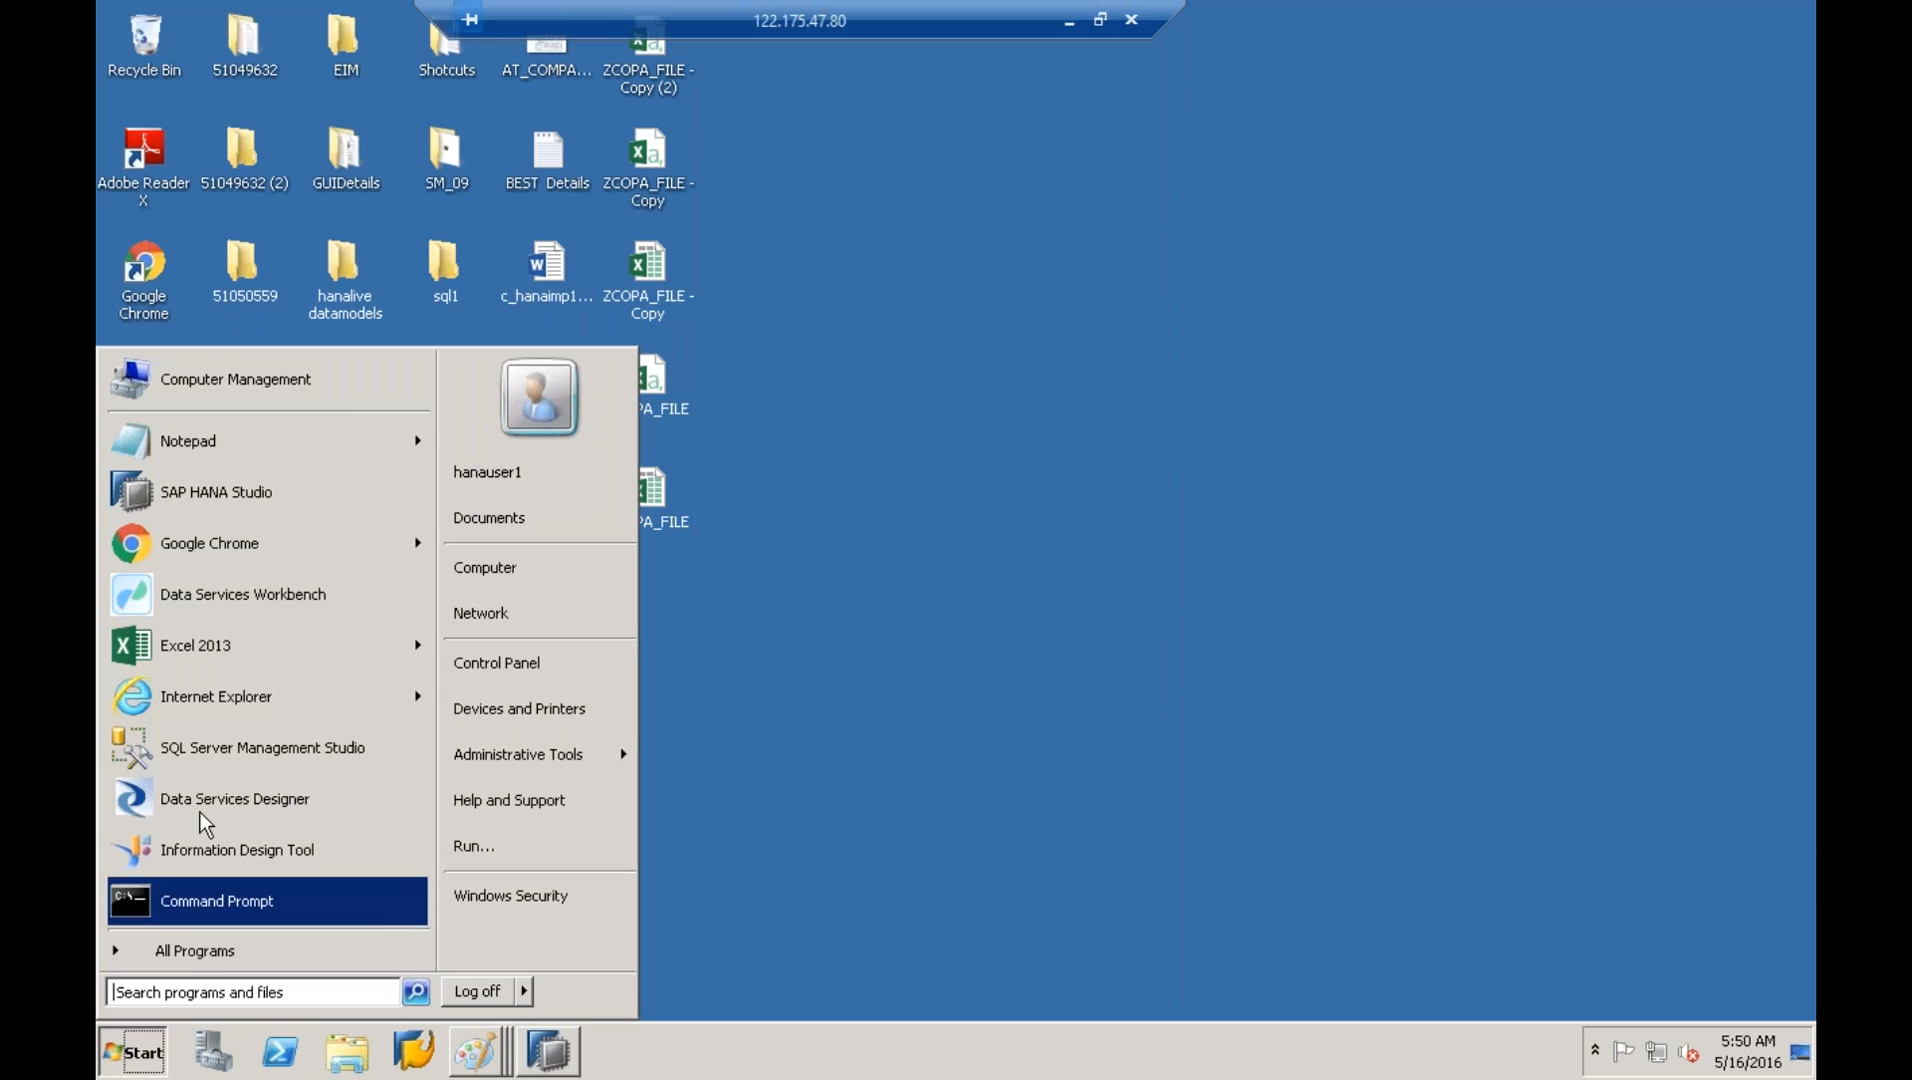 122.175.47.80
Recycle Bin
51049632
EIM
Shotcuts
AT_COMPA...
ZCOPA_FILE -
Copy (2)
Adobe Reader
X
51049632 (2)
GUIDetails
SM_09
BEST Details
ZCOPA_FILE -
Copy
Google
Chrome
51050559
hanalive
datamodels
sql1
c_hanaimp1...
ZCOPA_FILE -
Copy
PA_FILE
PA_FILE
Computer Management
Notepad
SAP HANA Studio
Google Chrome
Data Services Workbench
Excel 2013
Internet Explorer
SQL Server Management Studio
Data Services Designer
Information Design Tool
Command Prompt
All Programs
Search programs and files
hanauser1
Documents
Computer
Network
Control Panel
Devices and Printers
Administrative Tools
Help and Support
Run...
Windows Security
Log off
Start
5:50 AM
5/16/2016